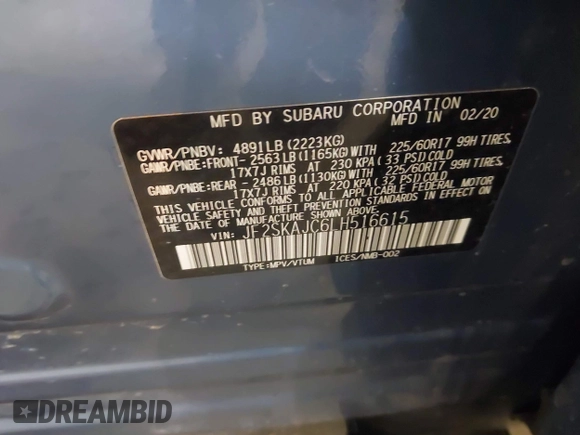 MFD BY SUBARU CORPORATION
MFD IN 02/20
GVWR/PNBV: 4891LB(2223KG)
GAWR/PNBE:FRONT- 2563LB(1165KG)WITH 225/60R17 99H TIRES
17X7J RIMS AT 230 KPA(33 PSI)COLD
GAWR/PNBE:REAR -2486LB(1130KG)WITH 225/60R17 99H TIRES
17X7J RIMS AT 220 KPA(32 PSI)COLD
THIS VEHICLE CONFORMS TO ALL APPLICABLE FEDERAL MOTOR
VEHICLE SAFETY AND THEFT PREVENTION STANDARDS IN EFFECT ON
THE DATE OF MANUFACTURE SHOWN ABOVE.
VIN: JF2SKAJC6LH516615
TYPE:MPV/VTUM ICES/NMB-002
DREAMBID